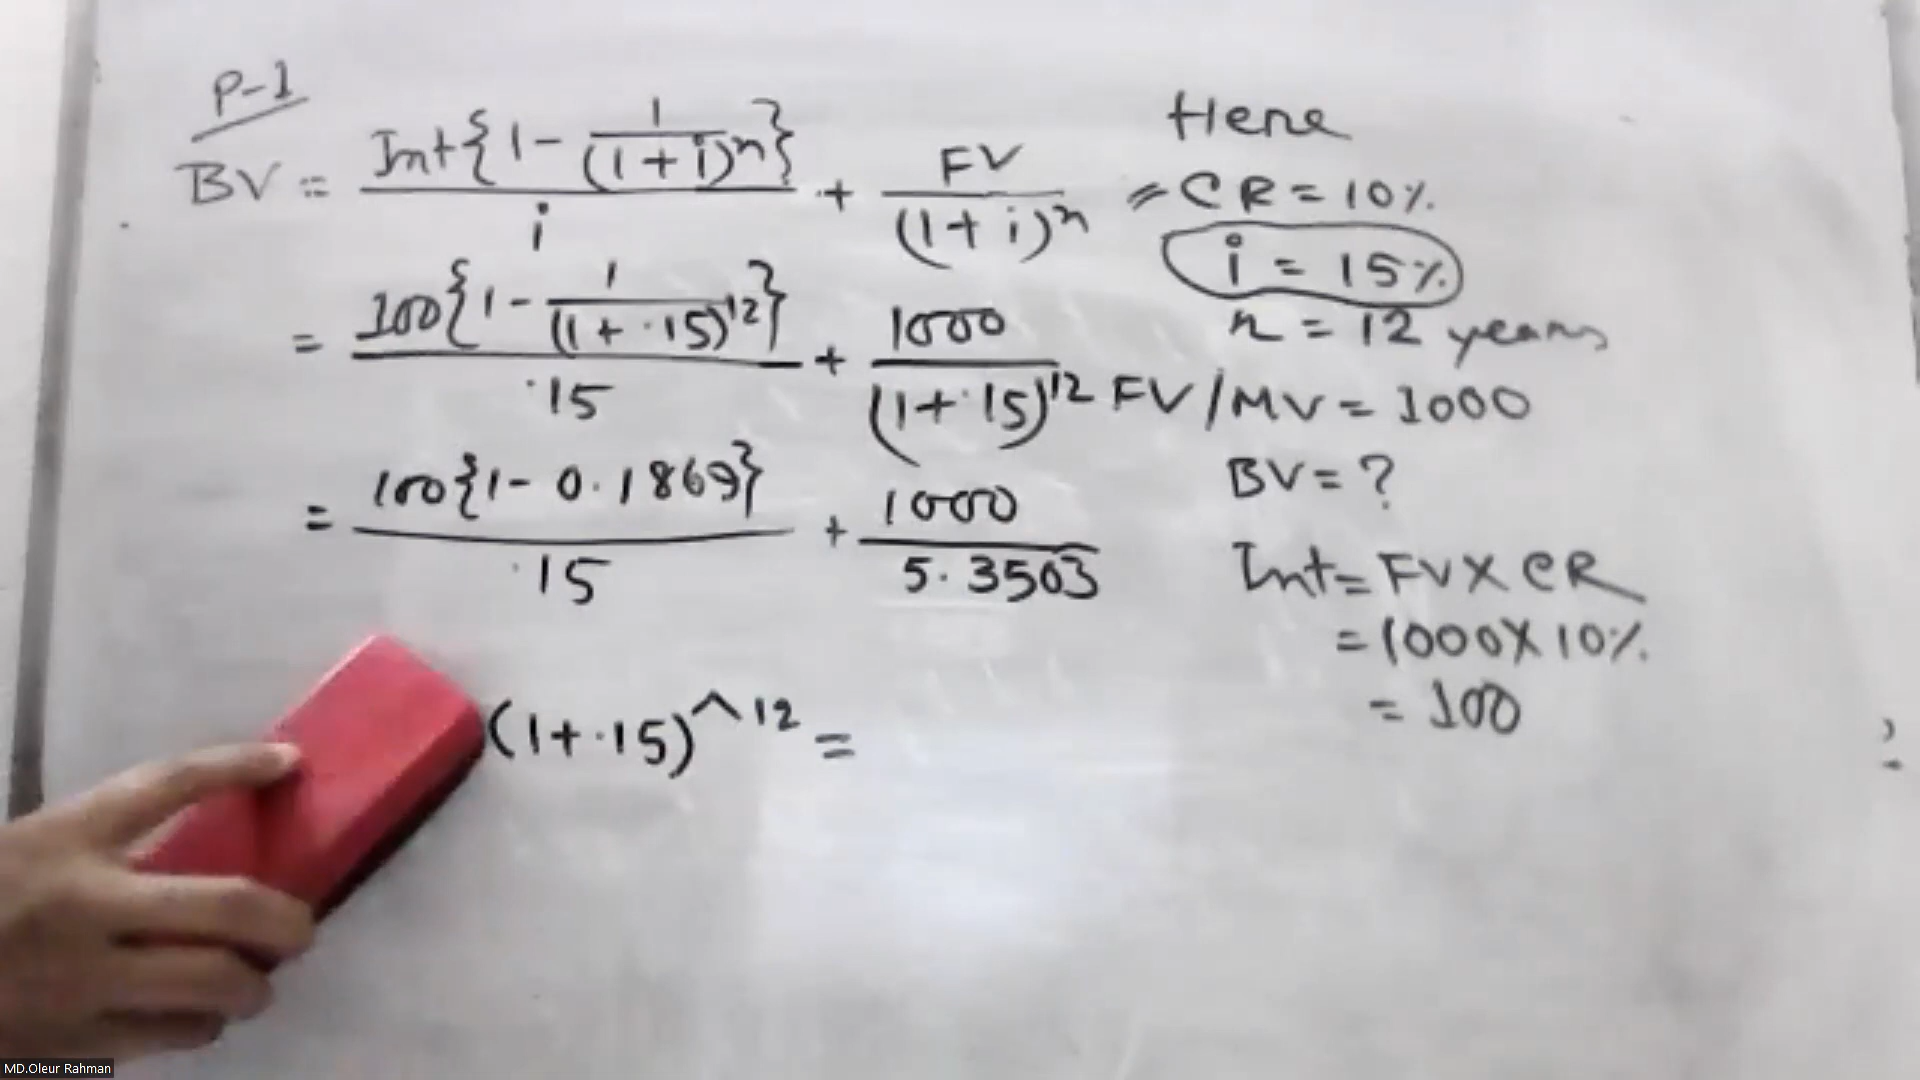 P-1
BV = Int{1 - 1/(1+i)^n} / i + FV / (1+i)^n
= 100{1 - 1/(1+.15)^12} / .15 + 1000 / (1+.15)^12
= 100{1 - 0.1869} / .15 + 1000 / 5.3503
(1+.15)^12 =
Here
= CR = 10%
i = 15%
n = 12 years
FV/MV = 1000
BV = ?
Int = FV X CR
= 1000 X 10%
= 100
MD.Oleur Rahman